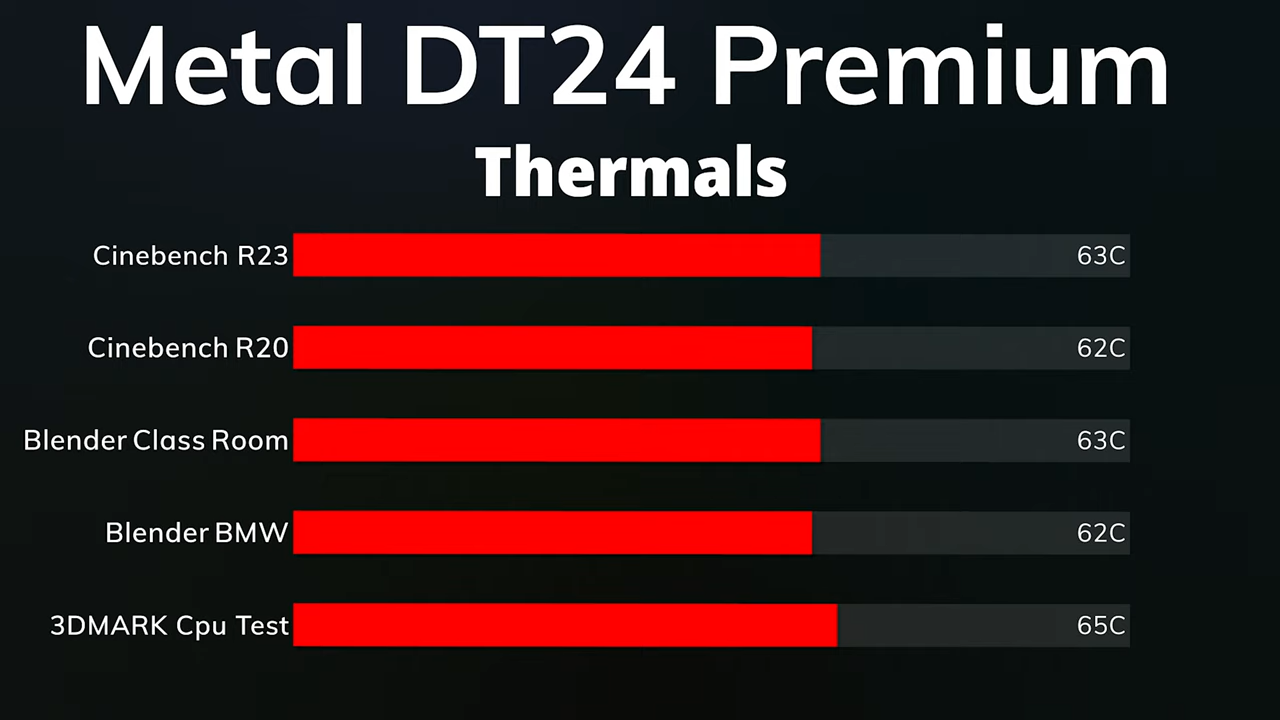 Metal DT24 Premium
Thermals
Cinebench R23 63C
Cinebench R20 62C
Blender Class Room 63C
Blender BMW 62C
3DMARK Cpu Test 65C